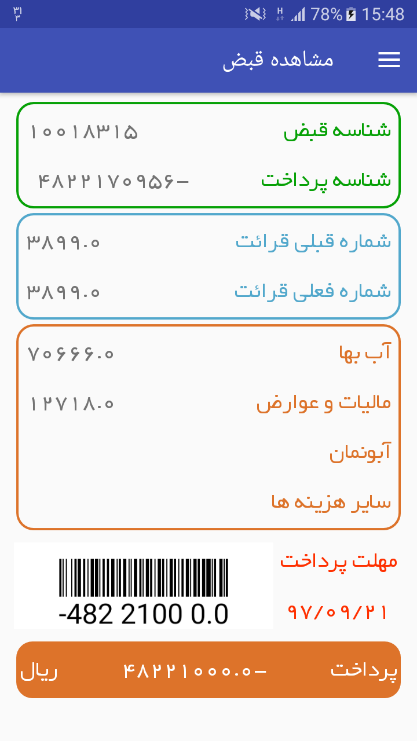 ۳۱
۳
H 78% 15:48
مشاهده قبض
شناسه قبض ۱۰۰۱۸۳۱۵
شناسه پرداخت ۴۸۲۲۱۷۰۹۵۶-
شماره قبلی قرائت ۳۸۹۹.۰
شماره فعلی قرائت ۳۸۹۹.۰
آب بها ۷۰۶۶۶.۰
مالیات و عوارض ۱۲۷۱۸.۰
آبونمان
سایر هزینه ها
مهلت پرداخت
۹۷/۰۹/۲۱
-482 2100 0.0
پرداخت ۴۸۲۲۱۰۰۰.۰- ریال